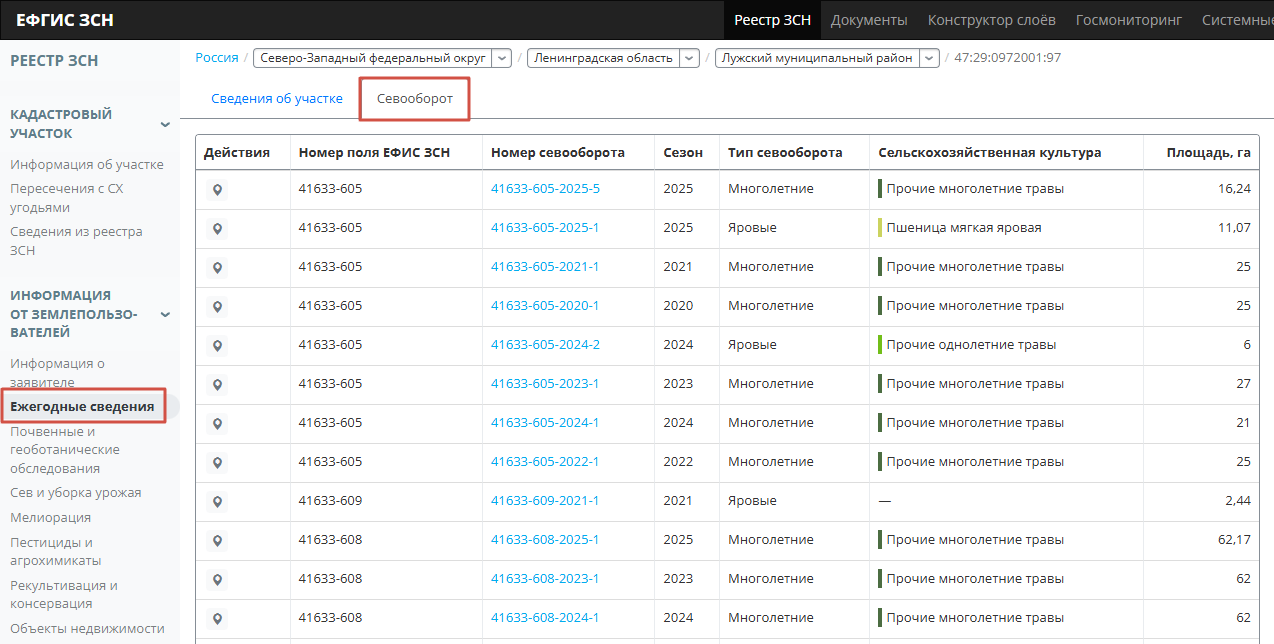 ЕФГИС ЗСН
Реестр ЗСН Документы Конструктор слоёв Госмониторинг Системные
РЕЕСТР ЗСН
КАДАСТРОВЫЙ
УЧАСТОК
Информация об участке
Пересечения с СХ
угодьями
Сведения из реестра
ЗСН
ИНФОРМАЦИЯ
ОТ ЗЕМЛЕПОЛЬЗО-
ВАТЕЛЕЙ
Информация о
заявителе
Ежегодные сведения
Почвенные и
геоботанические
обследования
Сев и уборка урожая
Мелиорация
Пестициды и
агрохимикаты
Рекультивация и
консервация
Объекты недвижимости
Россия / Северо-Западный федеральный округ / Ленинградская область / Лужский муниципальный район / 47:29:0972001:97
Сведения об участке Севооборот
Действия Номер поля ЕФИС ЗСН Номер севооборота Сезон Тип севооборота Сельскохозяйственная культура Площадь, га
41633-605 41633-605-2025-5 2025 Многолетние Прочие многолетние травы 16,24
41633-605 41633-605-2025-1 2025 Яровые Пшеница мягкая яровая 11,07
41633-605 41633-605-2021-1 2021 Многолетние Прочие многолетние травы 25
41633-605 41633-605-2020-1 2020 Многолетние Прочие многолетние травы 25
41633-605 41633-605-2024-2 2024 Яровые Прочие однолетние травы 6
41633-605 41633-605-2023-1 2023 Многолетние Прочие многолетние травы 27
41633-605 41633-605-2024-1 2024 Многолетние Прочие многолетние травы 21
41633-605 41633-605-2022-1 2022 Многолетние Прочие многолетние травы 25
41633-609 41633-609-2021-1 2021 Яровые — 2,44
41633-608 41633-608-2025-1 2025 Многолетние Прочие многолетние травы 62,17
41633-608 41633-608-2023-1 2023 Многолетние Прочие многолетние травы 62
41633-608 41633-608-2024-1 2024 Многолетние Прочие многолетние травы 62